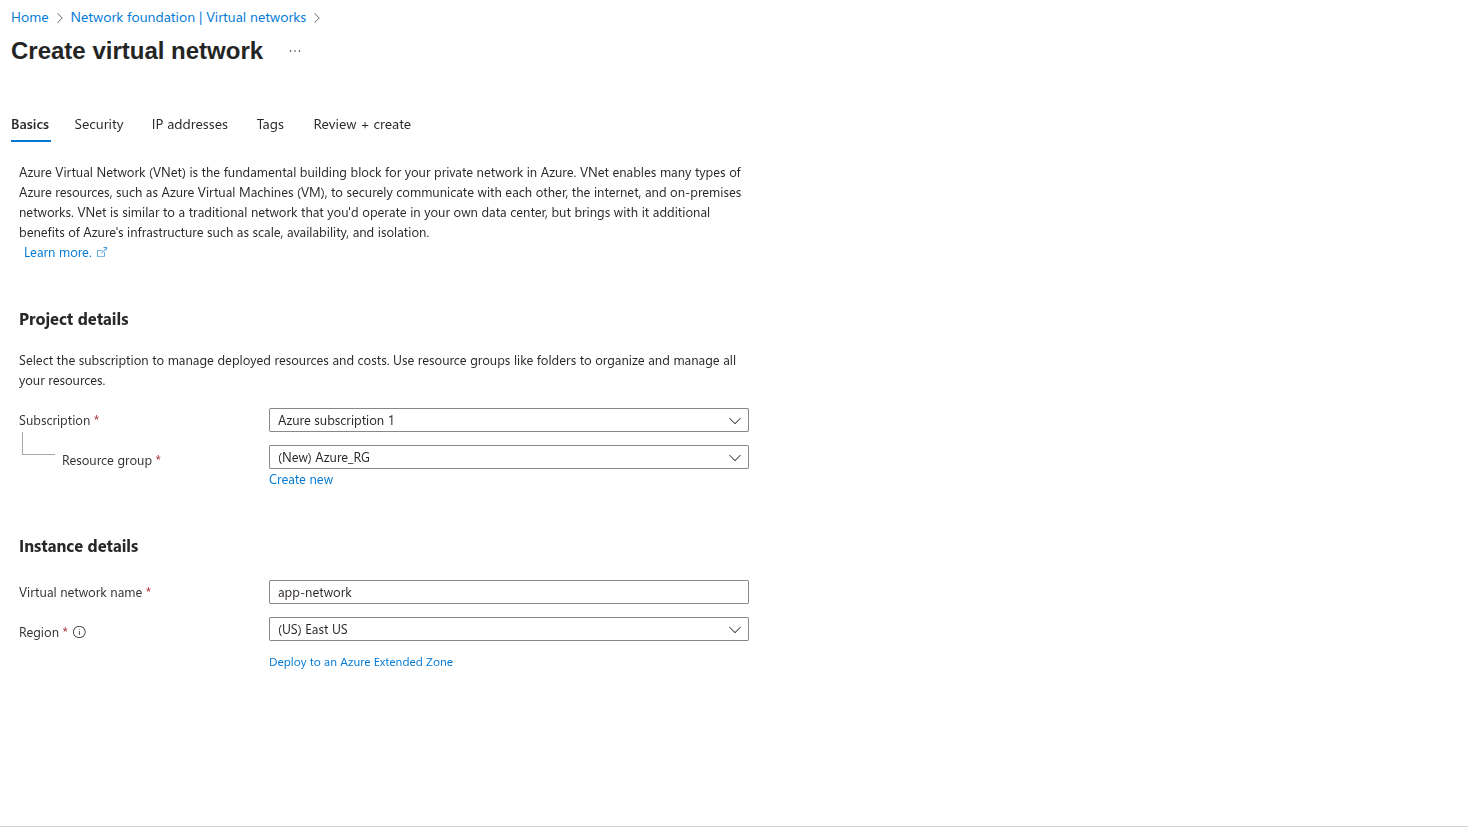 Home > Network foundation | Virtual networks >
Create virtual network ...
Basics Security IP addresses Tags Review + create
Azure Virtual Network (VNet) is the fundamental building block for your private network in Azure. VNet enables many types of
Azure resources, such as Azure Virtual Machines (VM), to securely communicate with each other, the internet, and on-premises
networks. VNet is similar to a traditional network that you'd operate in your own data center, but brings with it additional
benefits of Azure's infrastructure such as scale, availability, and isolation.
Learn more.
Project details
Select the subscription to manage deployed resources and costs. Use resource groups like folders to organize and manage all
your resources.
Subscription * Azure subscription 1
Resource group * (New) Azure_RG
Create new
Instance details
Virtual network name * app-network
Region * (US) East US
Deploy to an Azure Extended Zone